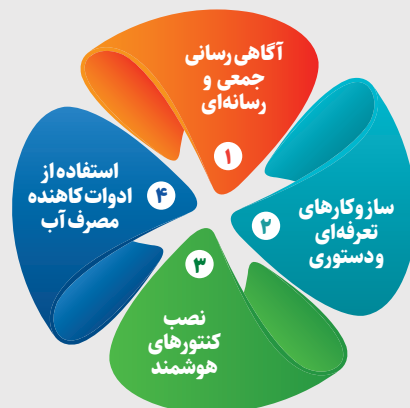 آگاهی‌رسانی
جمعی و
رسانه‌ای
۱
سازوکارهای
تعرفه‌ای
و دستوری
۲
۳
نصب
کنتورهای
هوشمند
استفاده از
ادوات کاهنده
مصرف آب
۴